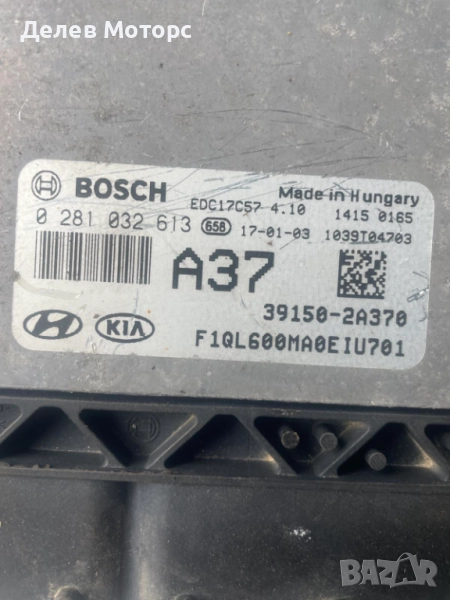 Делев Моторс
BOSCH EDC17C57 4.10 Made in Hungary
0 281 032 613 658 17-01-03 1415 0165
1039T04703
A37
39150-2A370
KIA F1QL600MA0EIU701
BAZAR